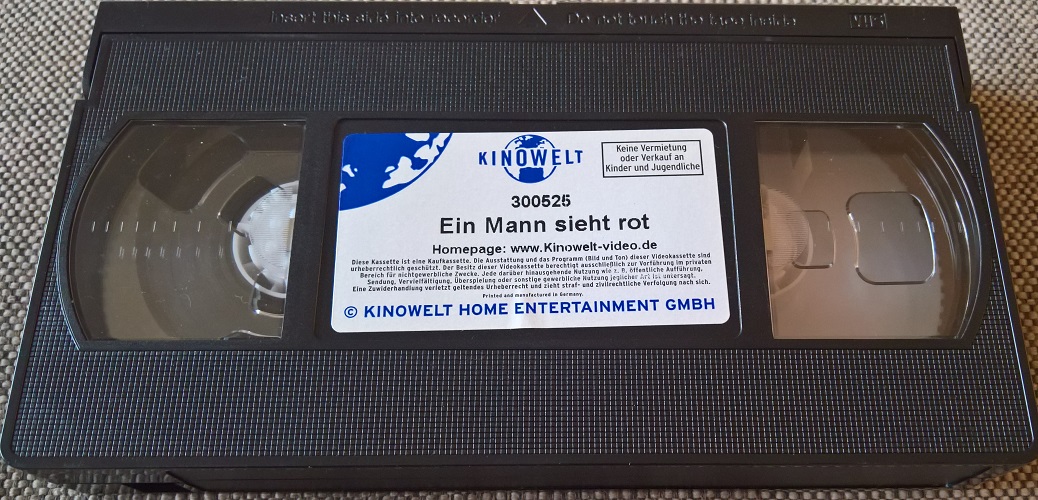 Insert this side into recorder Do not touch the tape inside VHS
KINOWELT
Keine Vermietung
oder Verkauf an
Kinder und Jugendliche
300525
Ein Mann sieht rot
Homepage: www.Kinowelt-video.de
Diese Kassette ist eine Kaufkassette. Die Ausstattung und das Programm (Bild und Ton) dieser Videokassette sind
urheberrechtlich geschützt. Der Besitz dieser Videokassette berechtigt ausschließlich zur Vorführung im privaten
Bereich für nichtgewerbliche Zwecke. Jede darüber hinausgehende Nutzung wie z. B. öffentliche Aufführung,
Sendung, Vervielfältigung, Überspielung oder sonstige gewerbliche Nutzung jeglicher Art ist untersagt.
Eine Zuwiderhandlung verletzt geltendes Urheberrecht und zieht straf- und zivilrechtliche Verfolgung nach sich.
Printed and manufactured in Germany.
© KINOWELT HOME ENTERTAINMENT GMBH